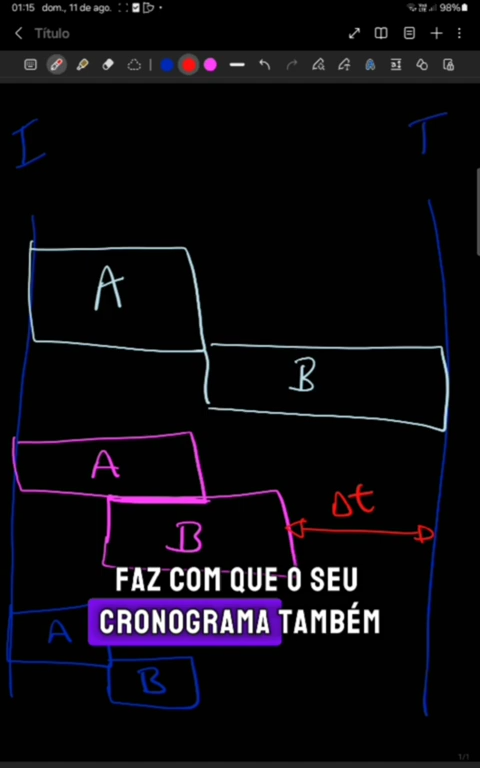 01:15 dom., 11 de ago. 98%
Título
I T
A
B
A
Δt
B
FAZ COM QUE O SEU
CRONOGRAMA TAMBÉM
A
B
1/1